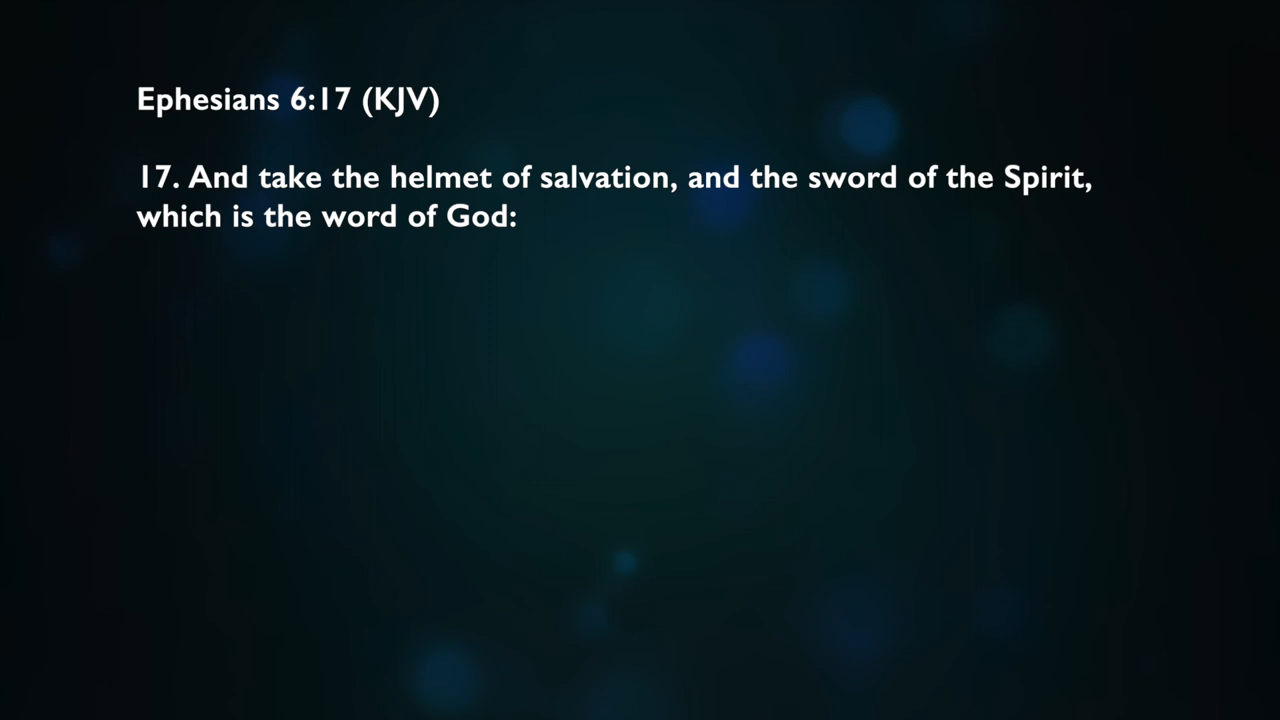 Ephesians 6:17 (KJV)
17. And take the helmet of salvation, and the sword of the Spirit,
which is the word of God: